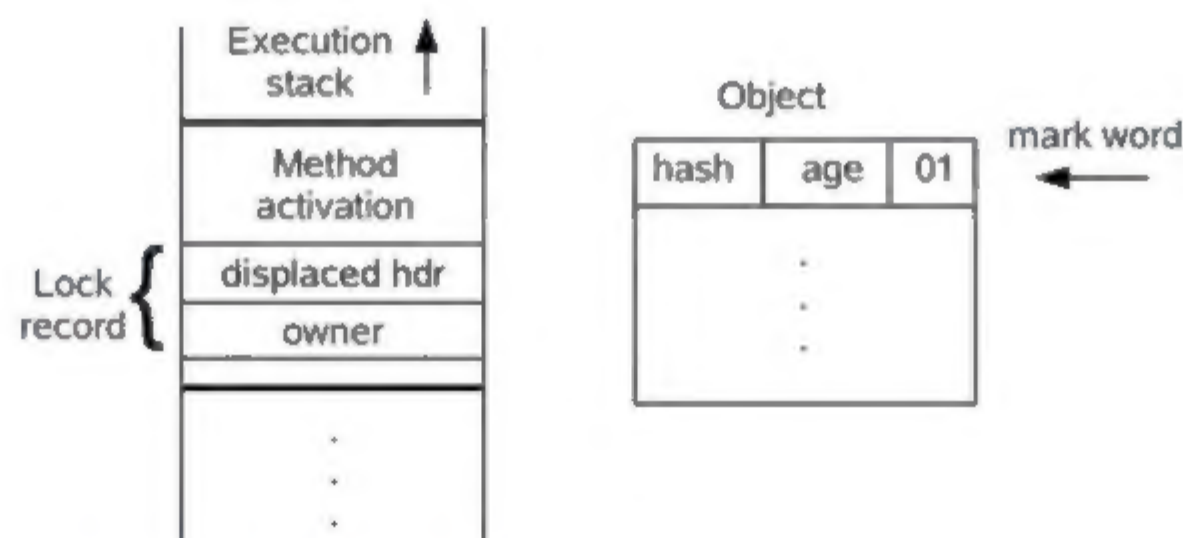 Execution
stack
Method
activation
Lock
record
displaced hdr
owner
Object
mark word
hash age 01